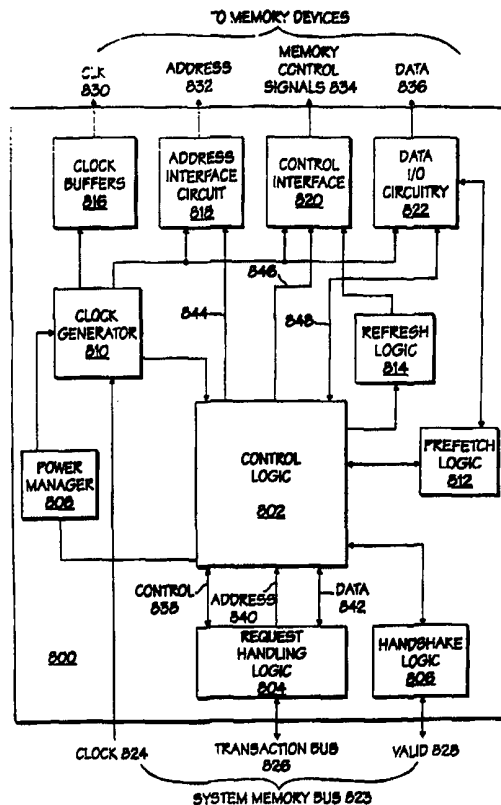 TO MEMORY DEVICES
CLK
830
ADDRESS
832
MEMORY
CONTROL
SIGNALS 834
DATA
836
CLOCK
BUFFERS
816
ADDRESS
INTERFACE
CIRCUIT
818
CONTROL
INTERFACE
820
DATA
I/O
CIRCUITRY
822
846
844
848
CLOCK
GENERATOR
810
REFRESH
LOGIC
814
POWER
MANAGER
808
CONTROL
LOGIC
802
PREFETCH
LOGIC
812
CONTROL
838
ADDRESS
840
DATA
842
800
REQUEST
HANDLING
LOGIC
804
HANDSHAKE
LOGIC
806
CLOCK 824
TRANSACTION BUS
826
VALID 828
SYSTEM MEMORY BUS 823